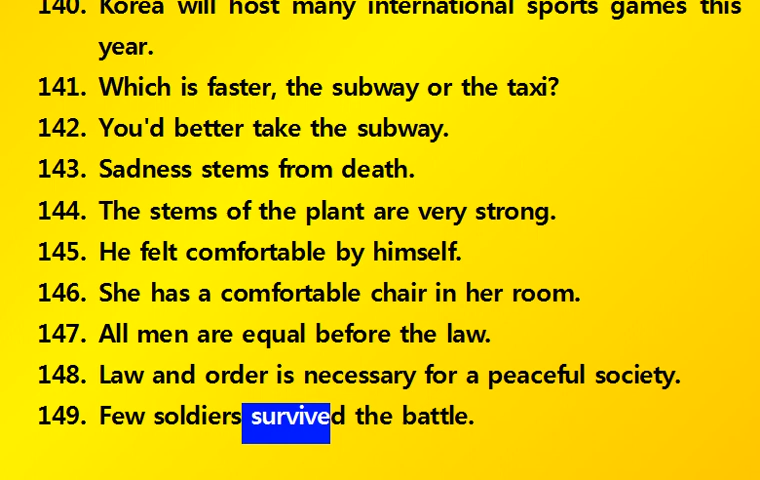 140. Korea will host many international sports games this
year.
141. Which is faster, the subway or the taxi?
142. You'd better take the subway.
143. Sadness stems from death.
144. The stems of the plant are very strong.
145. He felt comfortable by himself.
146. She has a comfortable chair in her room.
147. All men are equal before the law.
148. Law and order is necessary for a peaceful society.
149. Few soldiers survived the battle.